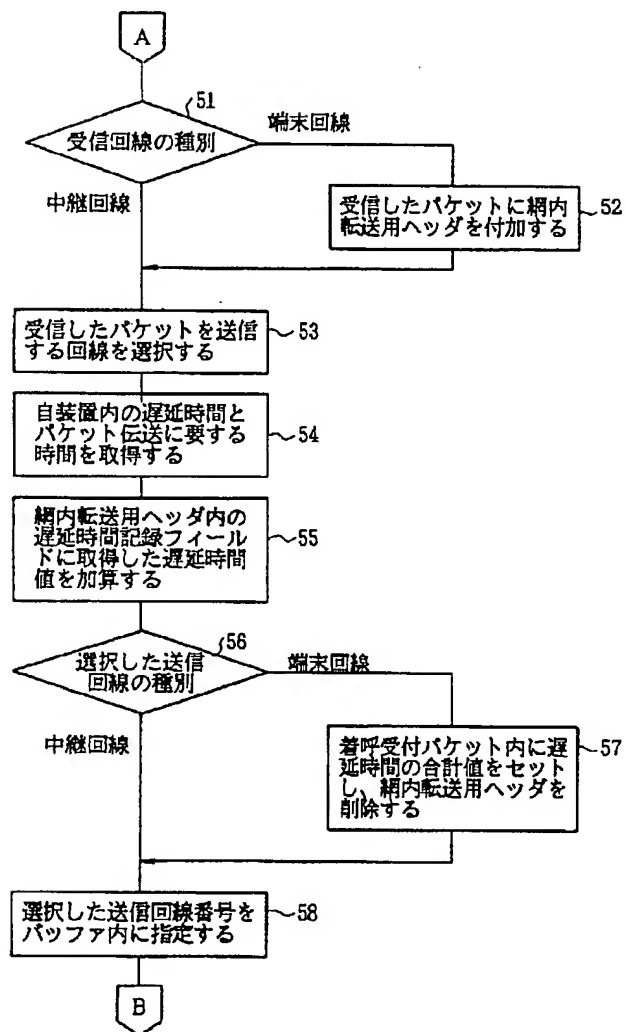 A
51
受信回線の種別
端末回線
中継回線
受信したパケットに網内
転送用ヘッダを付加する
52
受信したパケットを送信
する回線を選択する
53
自装置内の遅延時間と
パケット伝送に要する
時間を取得する
54
網内転送用ヘッダ内の
遅延時間記録フィール
ドに取得した遅延時間
値を加算する
55
56
選択した送信
回線の種別
端末回線
中継回線
着呼受付パケット内に遅
延時間の合計値をセット
し、網内転送用ヘッダを
削除する
57
選択した送信回線番号を
バッファ内に指定する
58
B